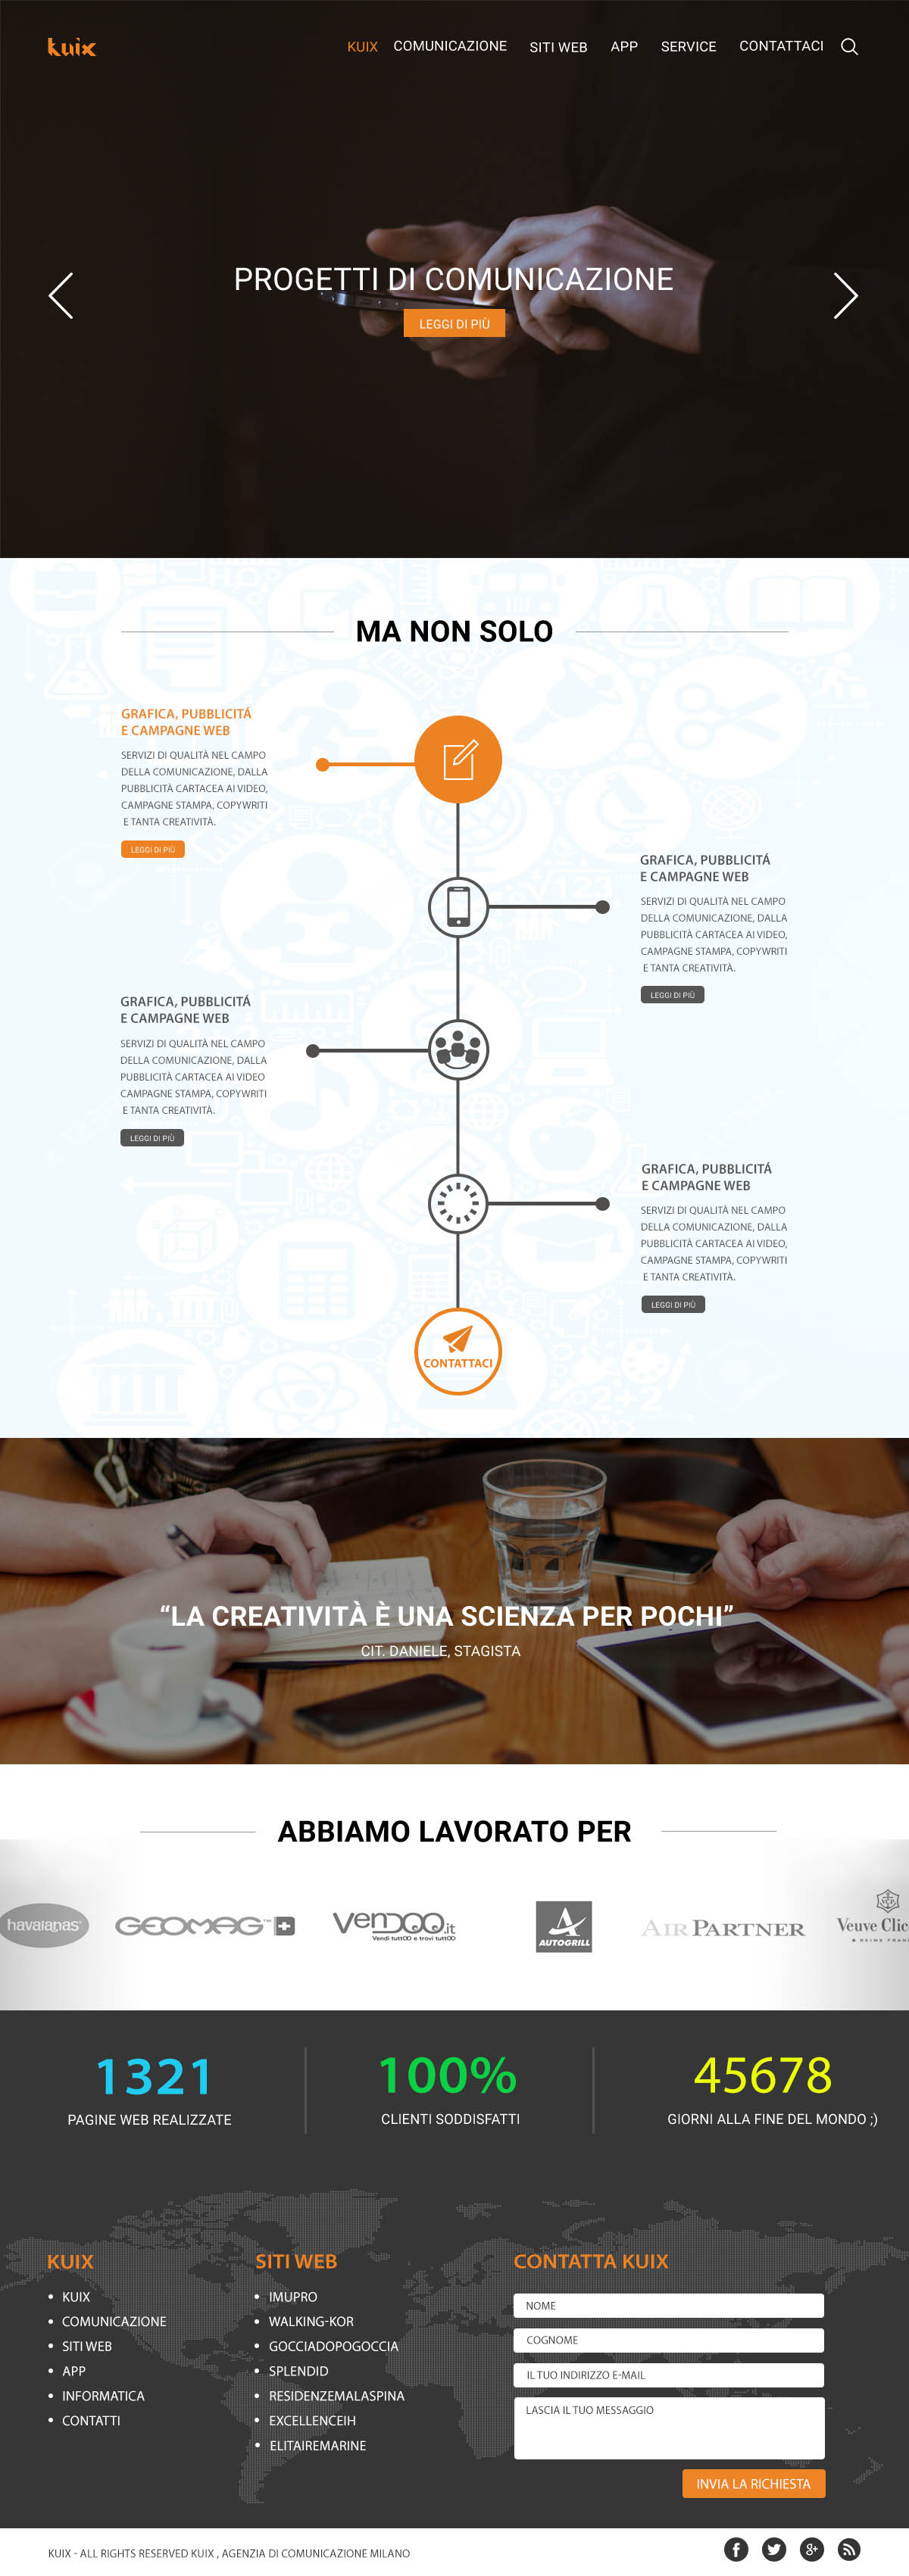 kuix
KUIX COMUNICAZIONE SITI WEB APP SERVICE CONTATTACI
PROGETTI DI COMUNICAZIONE
LEGGI DI PIÙ
MA NON SOLO
GRAFICA, PUBBLICITÁ
E CAMPAGNE WEB
SERVIZI DI QUALITÀ NEL CAMPO
DELLA COMUNICAZIONE, DALLA
PUBBLICITÀ CARTACEA AI VIDEO,
CAMPAGNE STAMPA, COPYWRITI
E TANTA CREATIVITÀ.
LEGGI DI PIÙ
GRAFICA, PUBBLICITÁ
E CAMPAGNE WEB
SERVIZI DI QUALITÀ NEL CAMPO
DELLA COMUNICAZIONE, DALLA
PUBBLICITÀ CARTACEA AI VIDEO,
CAMPAGNE STAMPA, COPYWRITI
E TANTA CREATIVITÀ.
LEGGI DI PIÙ
GRAFICA, PUBBLICITÁ
E CAMPAGNE WEB
SERVIZI DI QUALITÀ NEL CAMPO
DELLA COMUNICAZIONE, DALLA
PUBBLICITÀ CARTACEA AI VIDEO
CAMPAGNE STAMPA, COPYWRITI
E TANTA CREATIVITÀ.
LEGGI DI PIÙ
GRAFICA, PUBBLICITÁ
E CAMPAGNE WEB
SERVIZI DI QUALITÀ NEL CAMPO
DELLA COMUNICAZIONE, DALLA
PUBBLICITÀ CARTACEA AI VIDEO,
CAMPAGNE STAMPA, COPYWRITI
E TANTA CREATIVITÀ.
LEGGI DI PIÙ
CONTATTACI
“LA CREATIVITÀ È UNA SCIENZA PER POCHI”
CIT. DANIELE, STAGISTA
ABBIAMO LAVORATO PER
havaianas
GEOMAG
vendoo.it
Vendi tuttOO e trovi tuttOO
AUTOGRILL
AIR PARTNER
VCP
Veuve Clic
A REIMS FRAN
1321 100% 45678
PAGINE WEB REALIZZATE CLIENTI SODDISFATTI GIORNI ALLA FINE DEL MONDO ;)
KUIX
• KUIX
• COMUNICAZIONE
• SITI WEB
• APP
• INFORMATICA
• CONTATTI
SITI WEB
• IMUPRO
• WALKING-KOR
• GOCCIADOPOGOCCIA
• SPLENDID
• RESIDENZEMALASPINA
• EXCELLENCEIH
• ELITAIREMARINE
CONTATTA KUIX
NOME
COGNOME
IL TUO INDIRIZZO E-MAIL
LASCIA IL TUO MESSAGGIO
INVIA LA RICHIESTA
KUIX - ALL RIGHTS RESERVED KUIX , AGENZIA DI COMUNICAZIONE MILANO